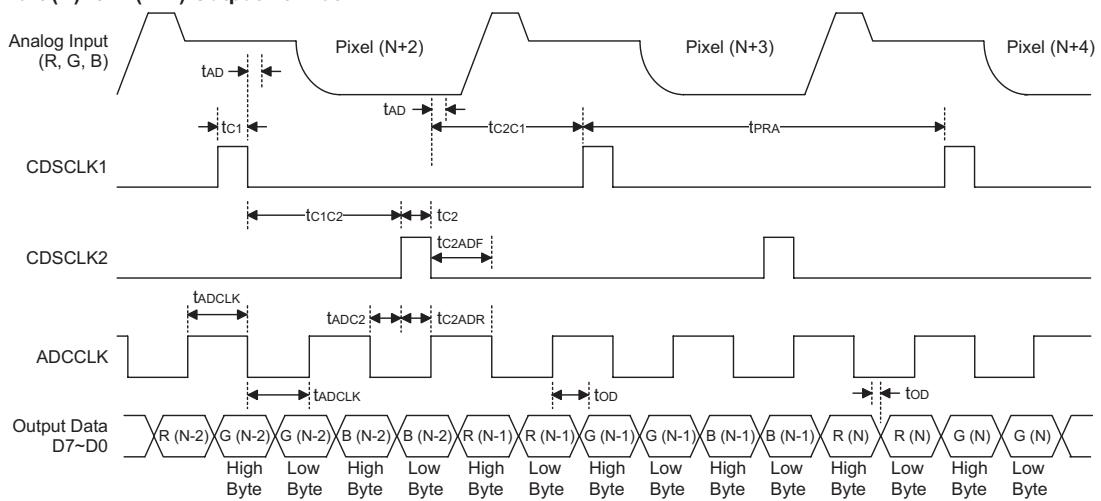 Analog Input
(R, G, B)
Pixel (N+2)
Pixel (N+3)
Pixel (N+4)
tAD
tAD
tC1
tC2C1
tPRA
CDSCLK1
tC1C2
tC2
CDSCLK2
tC2ADF
tADCLK
tADC2
tC2ADR
ADCCLK
tADCLK
tOD
tOD
Output Data
D7~D0
R (N-2) G (N-2) G (N-2) B (N-2) B (N-2) R (N-1) R (N-1) G (N-1) G (N-1) B (N-1) B (N-1) R (N) R (N) G (N) G (N)
High Low High Low High Low High Low High Low High Low High Low
Byte Byte Byte Byte Byte Byte Byte Byte Byte Byte Byte Byte Byte Byte